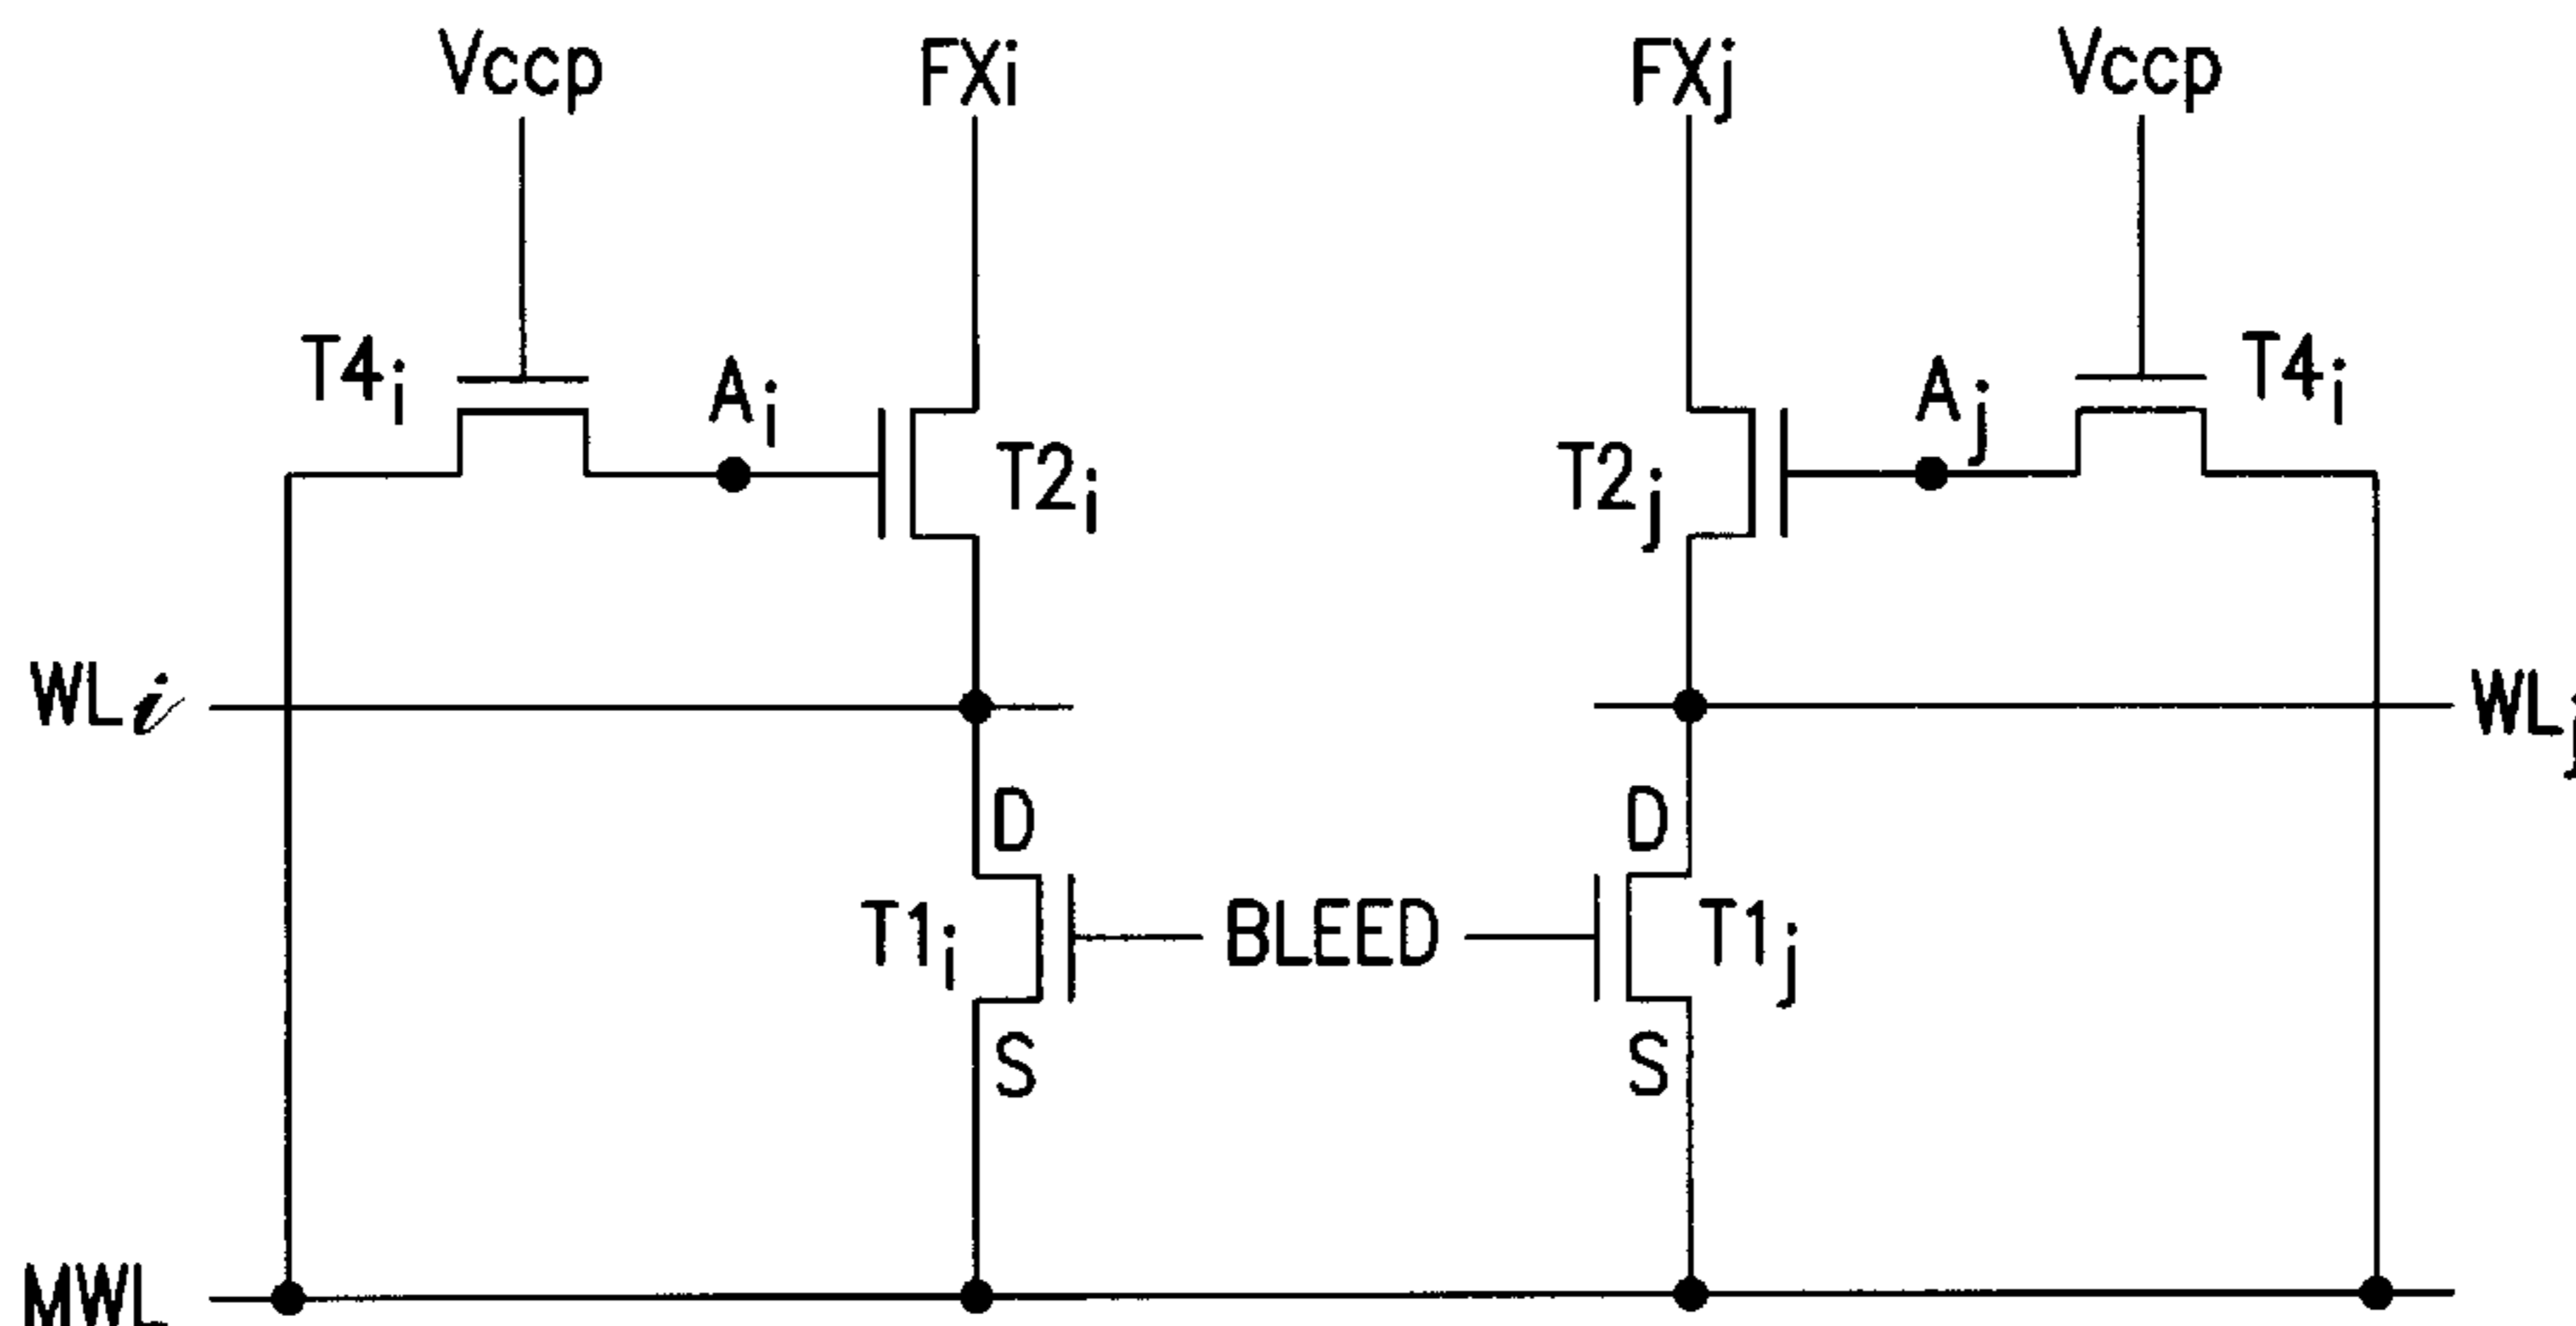 Vccp FXi FXj Vccp
T4i Ai T2i T2j Aj T4i
WLi WLj
D D
T1i BLEED T1j
S S
MWL